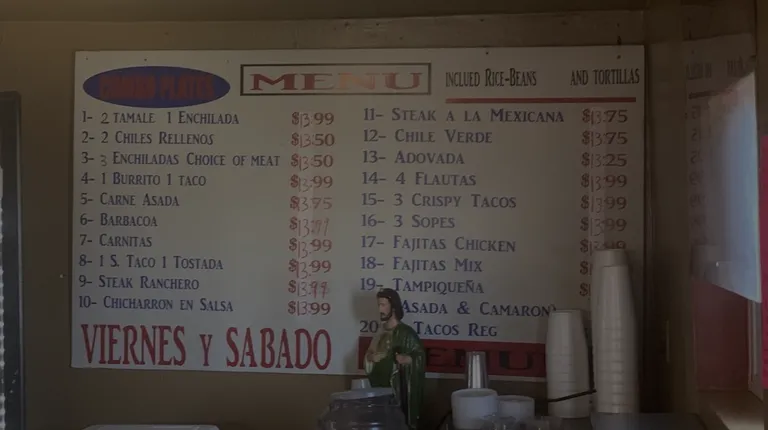 COMBO PLATES
MENU
INCLUED RICE-BEANS AND TORTILLAS
1- 2 TAMALE 1 ENCHILADA $13.99
2- 2 CHILES RELLENOS $13.50
3- 3 ENCHILADAS CHOICE OF MEAT $13.50
4- 1 BURRITO 1 TACO $13.99
5- CARNE ASADA $13.75
6- BARBACOA
7- CARNITAS $13.99
8- 1 S. TACO 1 TOSTADA $13.99
9- STEAK RANCHERO $13.99
10- CHICHARRON EN SALSA $13.99
VIERNES Y SABADO
11- STEAK A LA MEXICANA $13.75
12- CHILE VERDE $13.75
13- ADOVADA $13.25
14- 4 FLAUTAS $13.99
15- 3 CRISPY TACOS $13.99
16- 3 SOPES $13.99
17- FAJITAS CHICKEN
18- FAJITAS MIX
19- TAMPIQUEÑA
ASADA & CAMARON)
20 TACOS REG
MENU